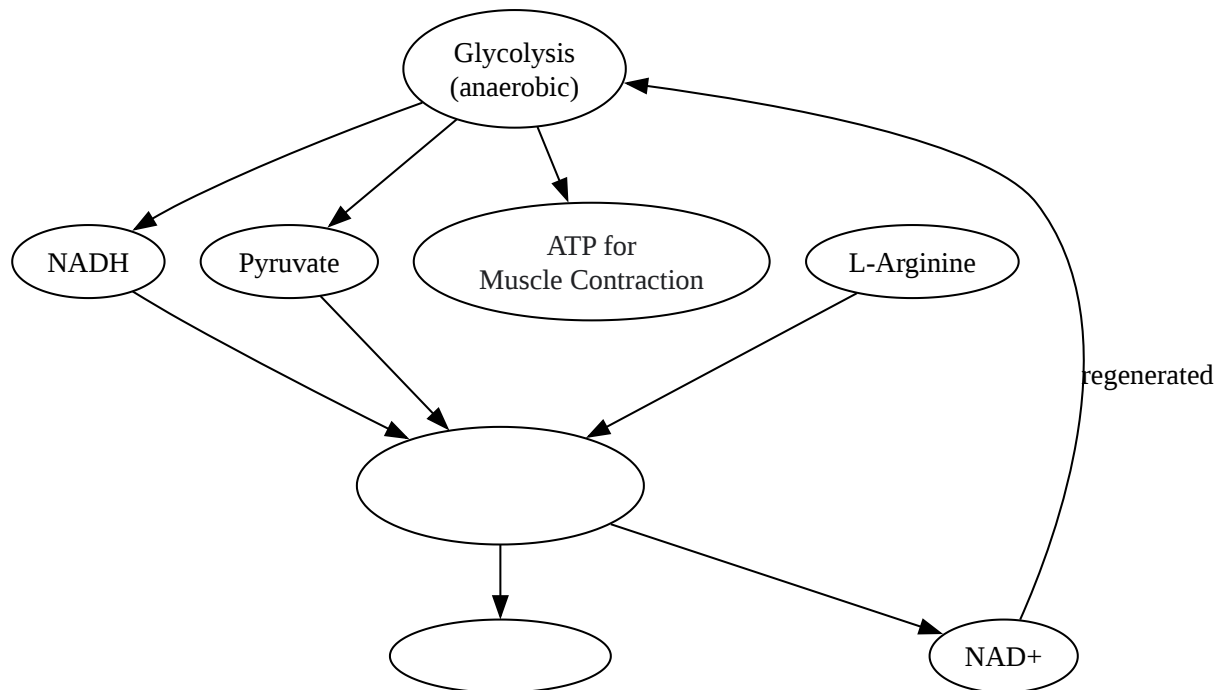 Glycolysis
(anaerobic)
NADH
Pyruvate
ATP for
Muscle Contraction
L-Arginine
regenerated
NAD+